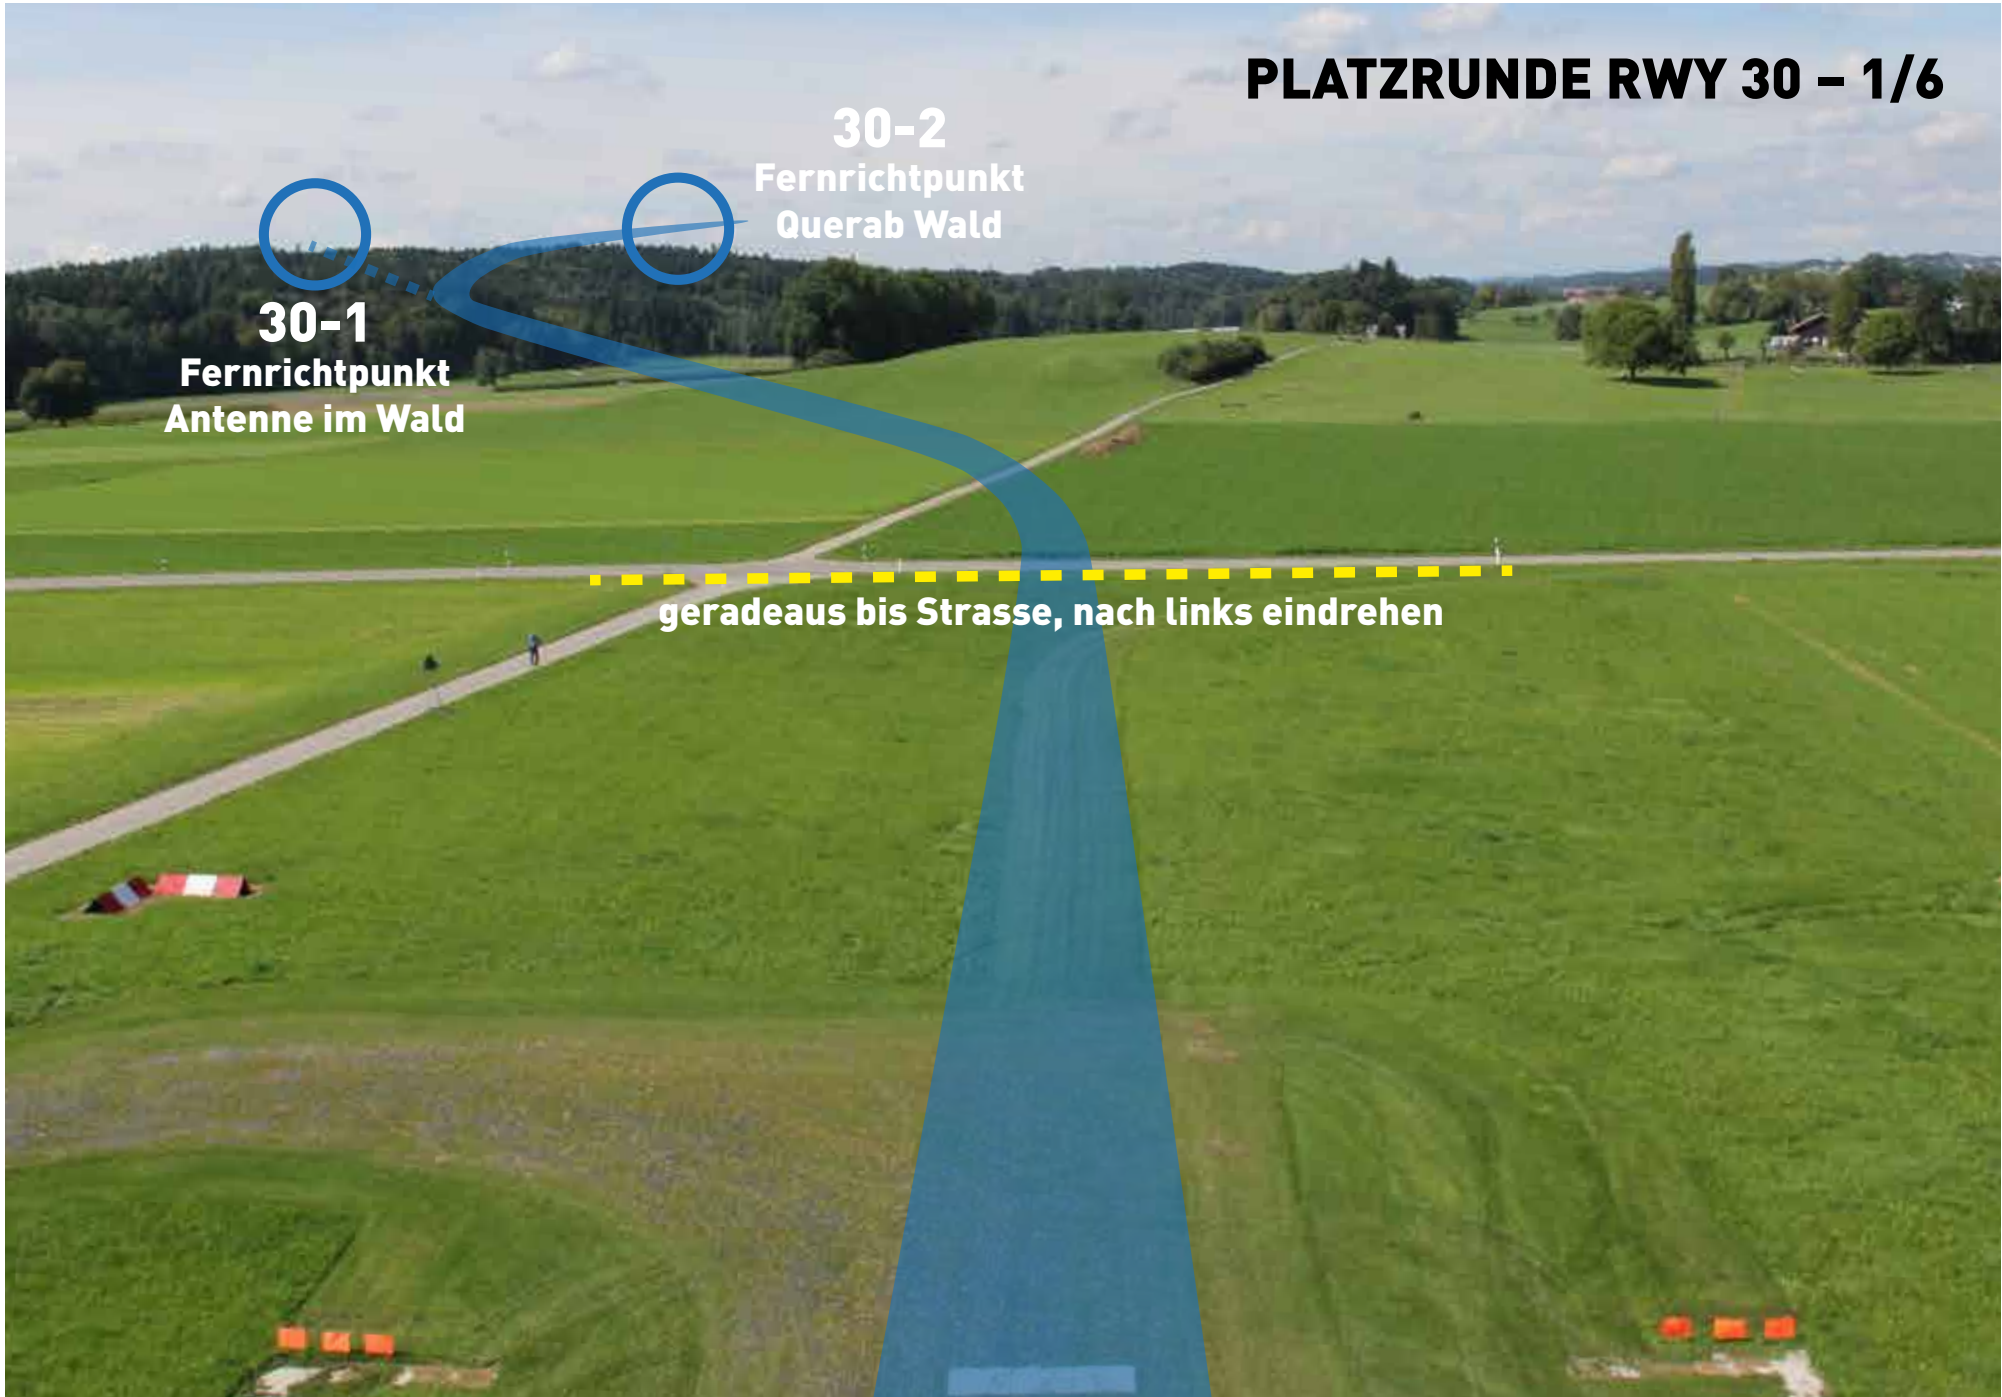 PLATZRUNDE RWY 30 – 1/6
30-2
Fernrichtpunkt
Querab Wald
30-1
Fernrichtpunkt
Antenne im Wald
geradeaus bis Strasse, nach links eindrehen